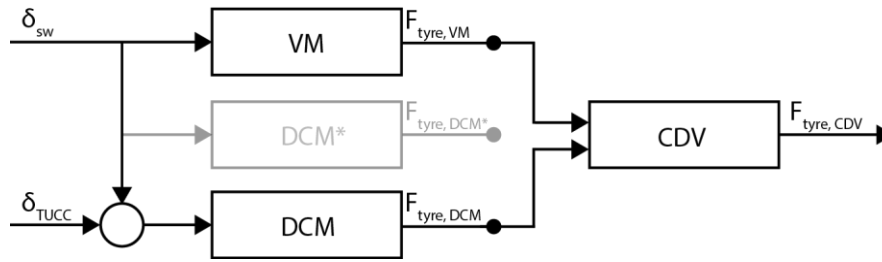 δsw
VM
Ftyre, VM
DCM*
Ftyre, DCM*
CDV
Ftyre, CDV
δTUCC
DCM
Ftyre, DCM